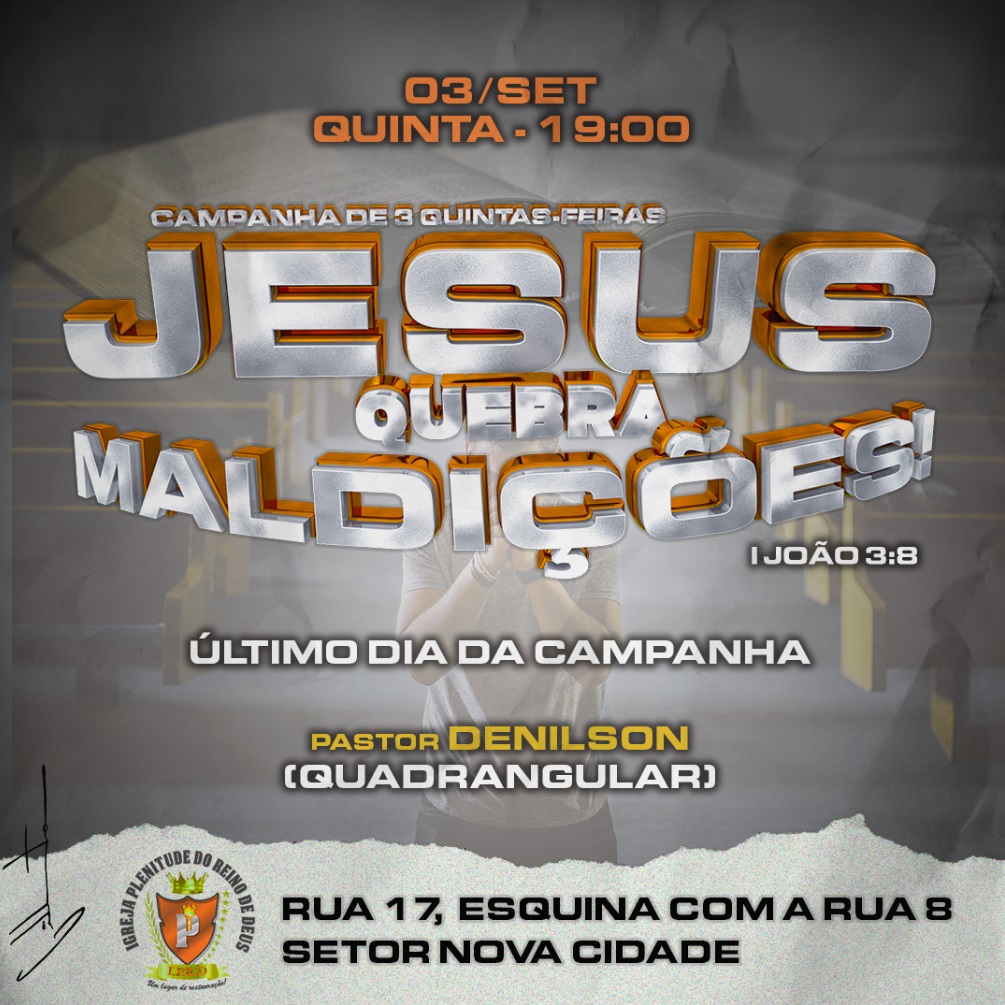 03/SET
QUINTA - 19:00
CAMPANHA DE 3 QUINTAS-FEIRAS
JESUS
QUEBRA
MALDIÇÕES!
I JOÃO 3:8
ÚLTIMO DIA DA CAMPANHA
PASTOR DENILSON
(QUADRANGULAR)
IGREJA PLENITUDE DO REINO DE DEUS
P
Um lugar de restauração!
RUA 17, ESQUINA COM A RUA 8
SETOR NOVA CIDADE